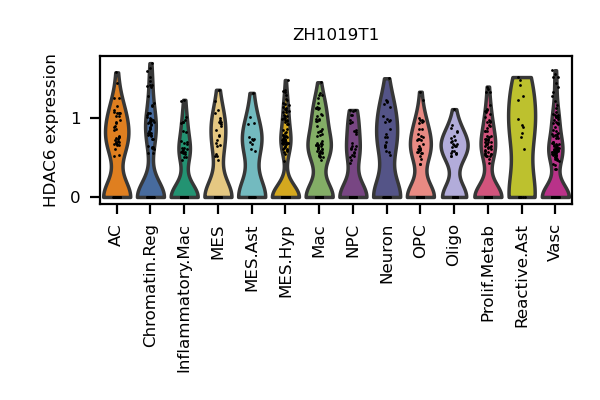 ZH1019T1
HDAC6 expression
1
0
AC
Chromatin.Reg
Inflammatory.Mac
MES
MES.Ast
MES.Hyp
Mac
NPC
Neuron
OPC
Oligo
Prolif.Metab
Reactive.Ast
Vasc